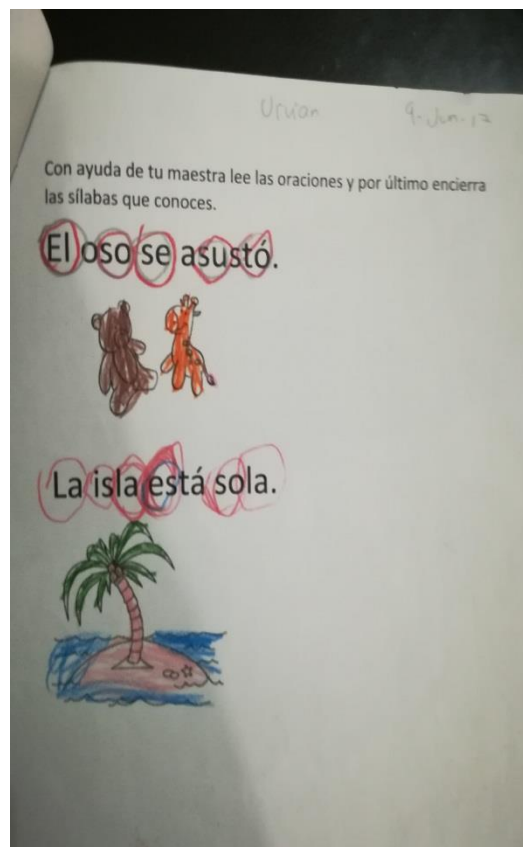 Uruan 9-Jun-17
Con ayuda de tu maestra lee las oraciones y por último encierra
las sílabas que conoces.
El oso se asustó.
La isla está sola.